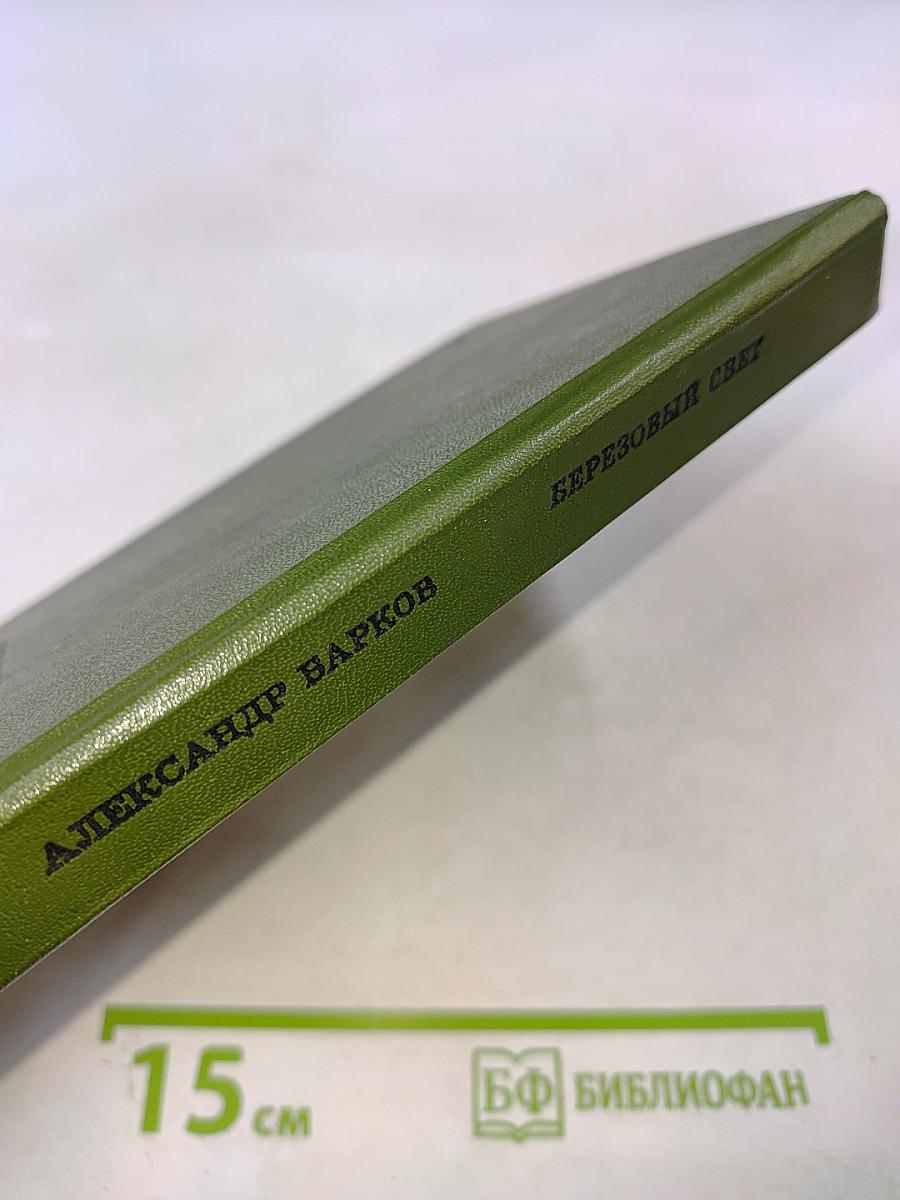 АЛЕКСАНДР БАРКОВ
БЕРЕЗОВЫЙ СВЕТ
15 см
БФ БИБЛИОФАН